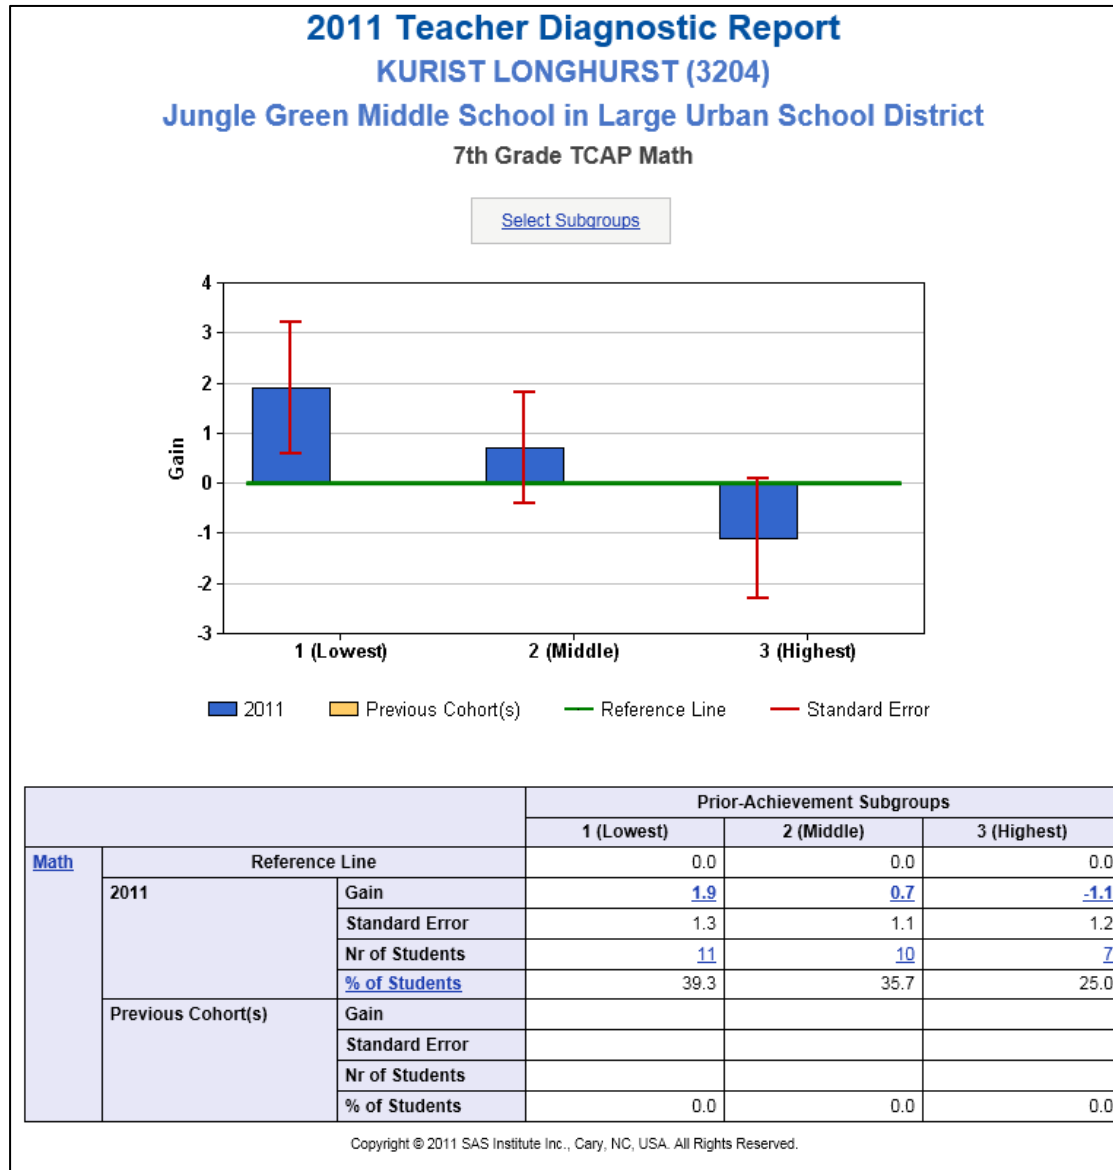 2011 Teacher Diagnostic Report
KURIST LONGHURST (3204)
Jungle Green Middle School in Large Urban School District
7th Grade TCAP Math
Select Subgroups
4
3
2
1
0
-1
-2
-3
Gain
1 (Lowest) 2 (Middle) 3 (Highest)
2011 Previous Cohort(s) Reference Line Standard Error
Prior-Achievement Subgroups
1 (Lowest) 2 (Middle) 3 (Highest)
Math Reference Line 0.0 0.0 0.0
2011 Gain 1.9 0.7 -1.1
Standard Error 1.3 1.1 1.2
Nr of Students 11 10 7
% of Students 39.3 35.7 25.0
Previous Cohort(s) Gain
Standard Error
Nr of Students
% of Students 0.0 0.0 0.0
Copyright © 2011 SAS Institute Inc., Cary, NC, USA. All Rights Reserved.